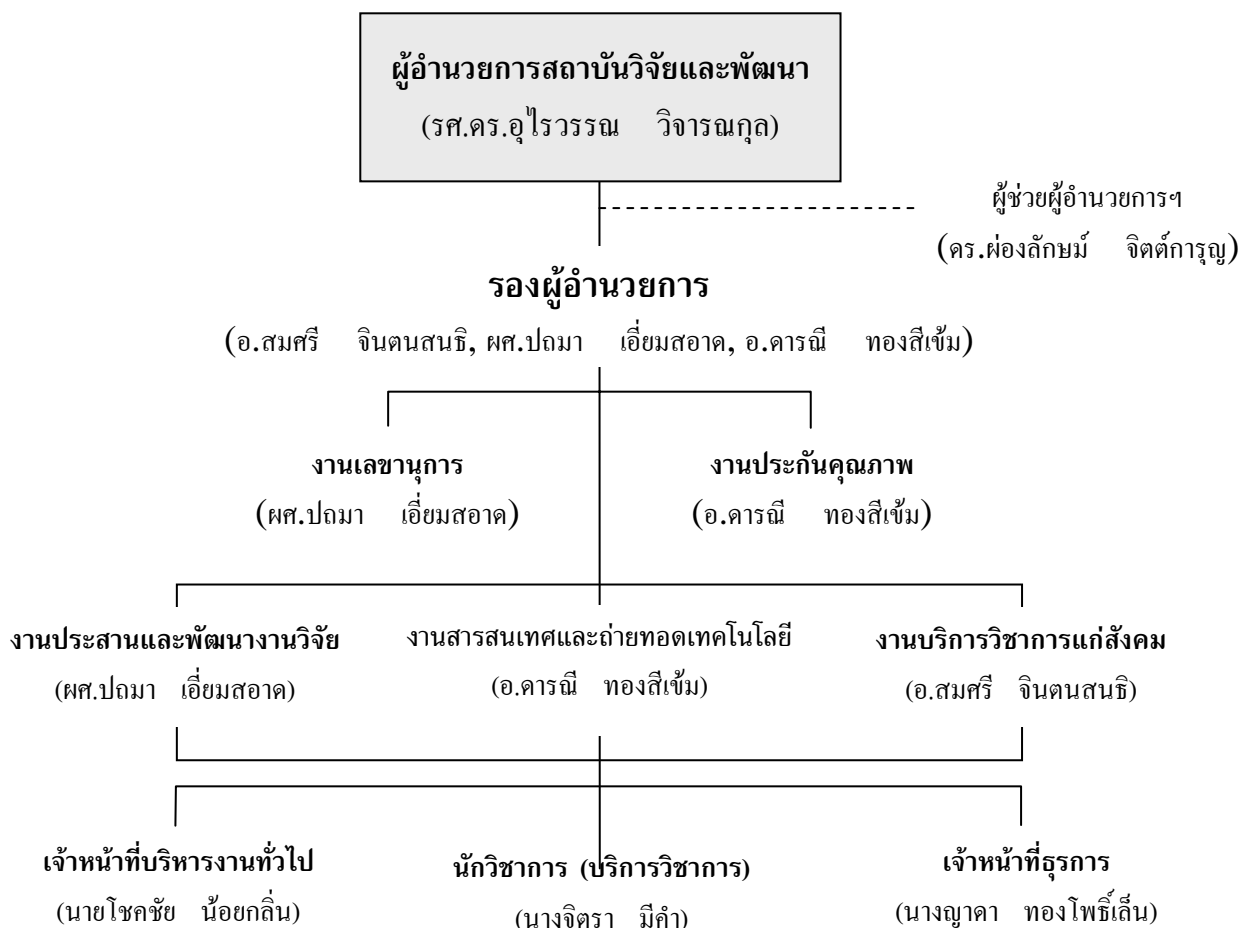 ผู้อำนวยการสถาบันวิจัยและพัฒนา
(รศ.ดร.อุไรวรรณ วิจารณกุล)
ผู้ช่วยผู้อำนวยการฯ
(ดร.ผ่องลักษม์ จิตต์การุญ)
รองผู้อำนวยการ
(อ.สมศรี จินตนสนธิ, ผศ.ปถมา เอี่ยมสอาด, อ.ดารณี ทองสีเข้ม)
งานเลขานุการ
(ผศ.ปถมา เอี่ยมสอาด)
งานประกันคุณภาพ
(อ.ดารณี ทองสีเข้ม)
งานประสานและพัฒนางานวิจัย
(ผศ.ปถมา เอี่ยมสอาด)
งานสารสนเทศและถ่ายทอดเทคโนโลยี
(อ.ดารณี ทองสีเข้ม)
งานบริการวิชาการแก่สังคม
(อ.สมศรี จินตนสนธิ)
เจ้าหน้าที่บริหารงานทั่วไป
(นายโชคชัย น้อยกลิ่น)
นักวิชาการ (บริการวิชาการ)
(นางจิตรา มีคำ)
เจ้าหน้าที่ธุรการ
(นางญาดา ทองโพธิ์เล็น)